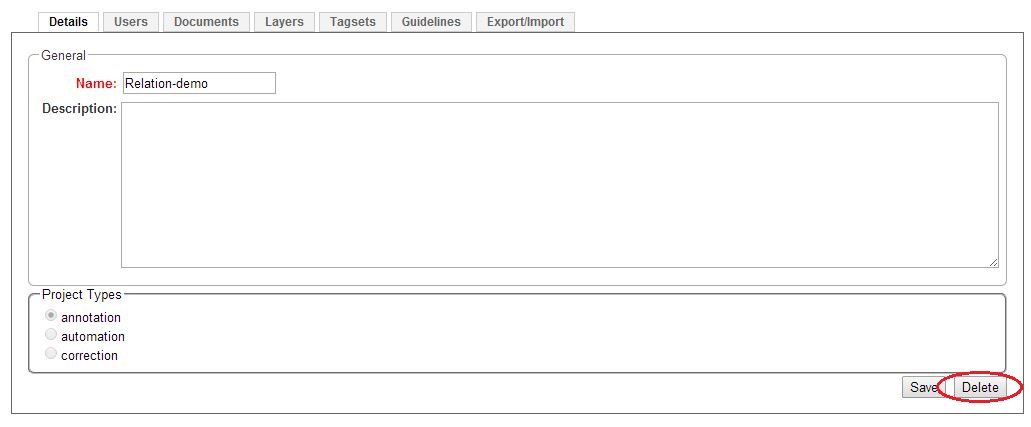 Details Users Documents Layers Tagsets Guidelines Export/Import
General
Name: Relation-demo
Description:
Project Types
annotation
automation
correction
Save Delete